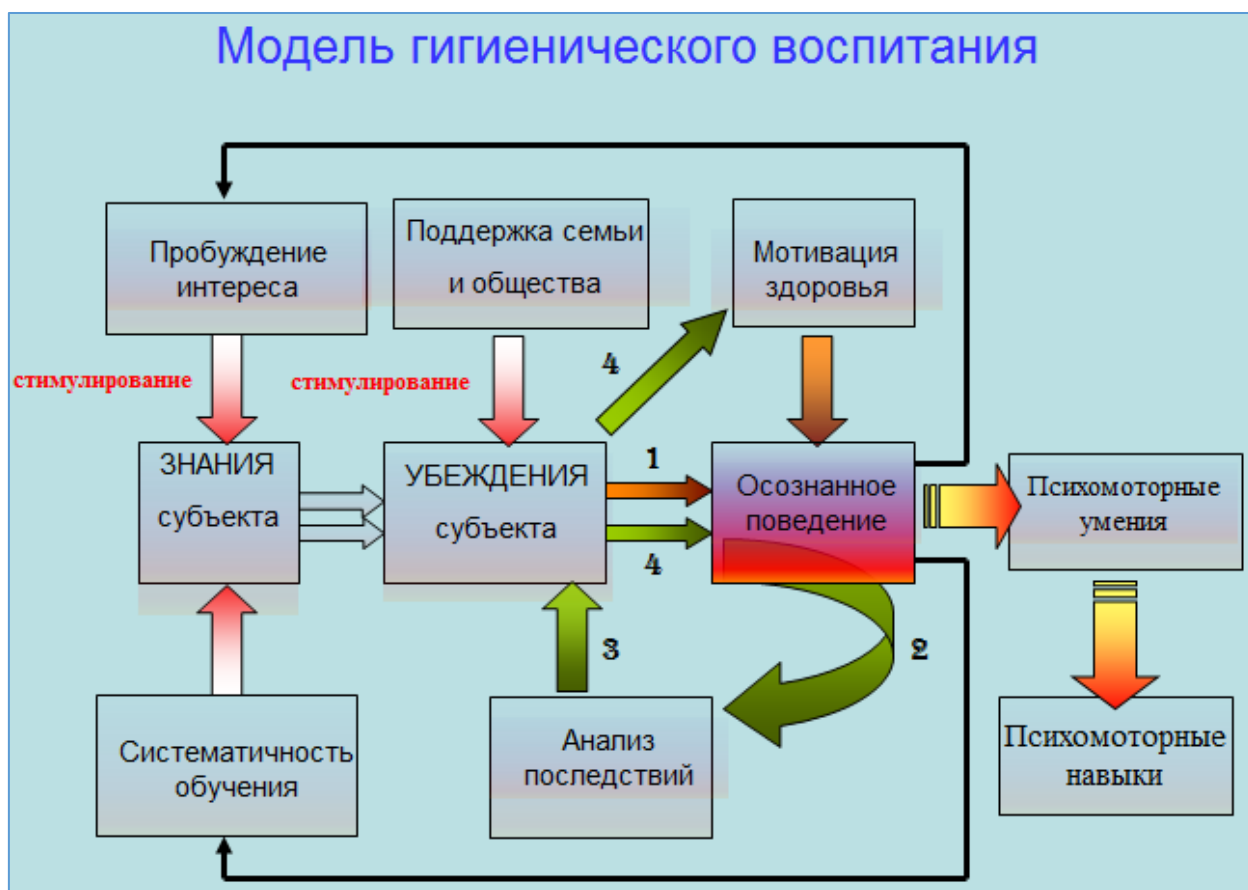 Модель гигиенического воспитания
Пробуждение
интереса
Поддержка семьи
и общества
Мотивация
здоровья
стимулирование
стимулирование
4
ЗНАНИЯ
субъекта
УБЕЖДЕНИЯ
субъекта
1
4
Осознанное
поведение
Психомоторные
умения
3
2
Систематичность
обучения
Анализ
последствий
Психомоторные
навыки